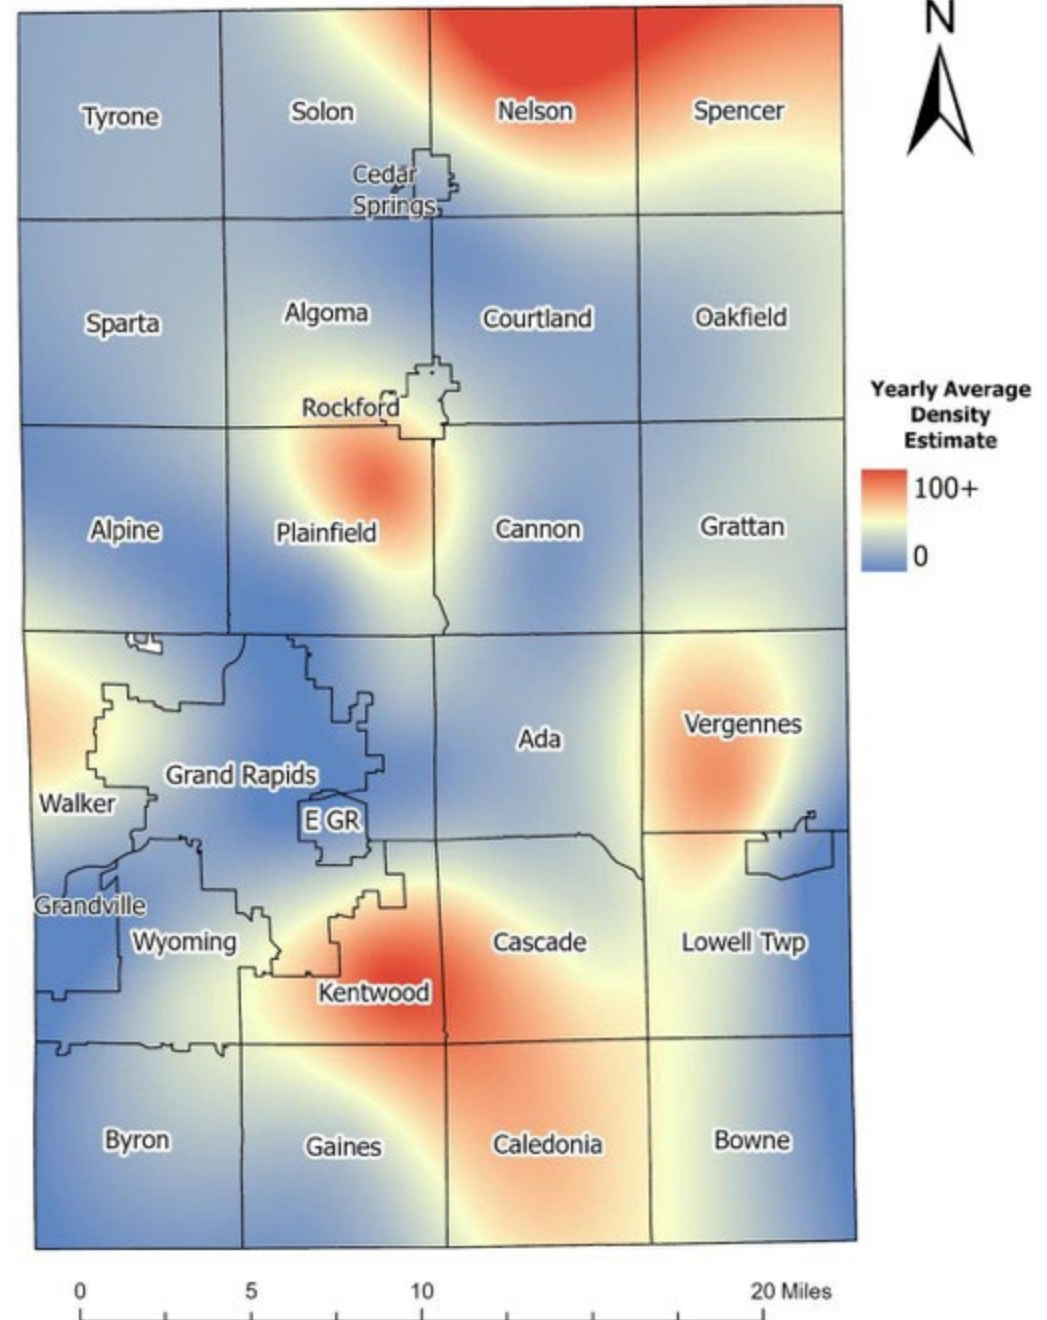 N
Tyrone
Solon
Nelson
Spencer
Cedar
Springs
Sparta
Algoma
Courtland
Oakfield
Rockford
Alpine
Plainfield
Cannon
Grattan
Yearly Average
Density
Estimate
100+
0
Vergennes
Ada
Grand Rapids
Walker
E GR
Grandville
Wyoming
Cascade
Lowell Twp
Kentwood
Byron
Gaines
Caledonia
Bowne
0 5 10 20 Miles